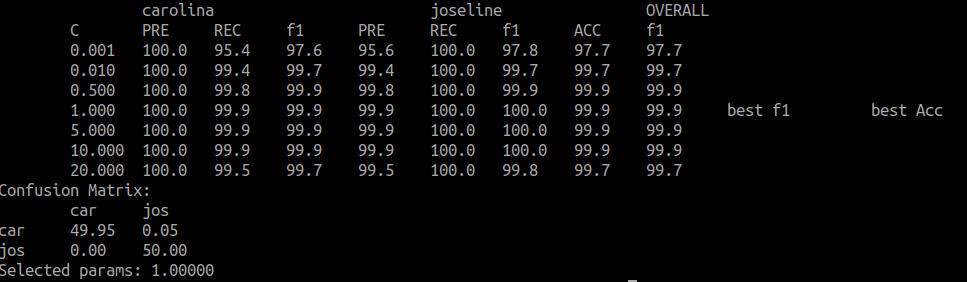 carolina joseline OVERALL
C PRE REC f1 PRE REC f1 ACC f1
0.001 100.0 95.4 97.6 95.6 100.0 97.8 97.7 97.7
0.010 100.0 99.4 99.7 99.4 100.0 99.7 99.7 99.7
0.500 100.0 99.8 99.9 99.8 100.0 99.9 99.9 99.9
1.000 100.0 99.9 99.9 99.9 100.0 100.0 99.9 99.9 best f1 best Acc
5.000 100.0 99.9 99.9 99.9 100.0 100.0 99.9 99.9
10.000 100.0 99.9 99.9 99.9 100.0 100.0 99.9 99.9
20.000 100.0 99.5 99.7 99.5 100.0 99.8 99.7 99.7
Confusion Matrix:
car jos
car 49.95 0.05
jos 0.00 50.00
Selected params: 1.00000